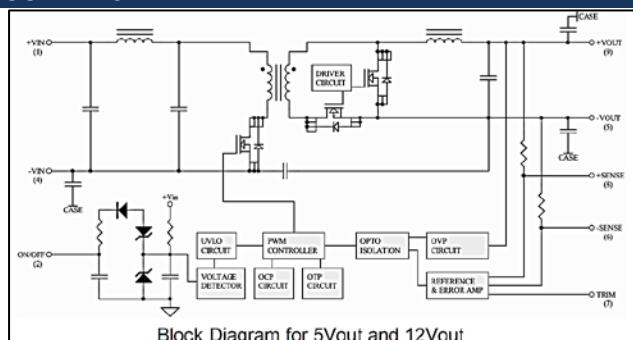 CASE
+VIN
(1)
+VOUT
(9)
DRIVER
CIRCUIT
-VOUT
(5)
-VIN
(4)
CASE
CASE
+SENSE
(8)
+Vin
-SENSE
(6)
ON/OFF
(2)
UVLO
CIRCUIT
PWM
CONTROLLER
OPTO
ISOLATION
OVP
CIRCUIT
VOLTAGE
DETECTOR
OCP
CIRCUIT
OTP
CIRCUIT
REFERENCE
& ERROR AMP
TRIM
(7)
Block Diagram for 5Vout and 12Vout